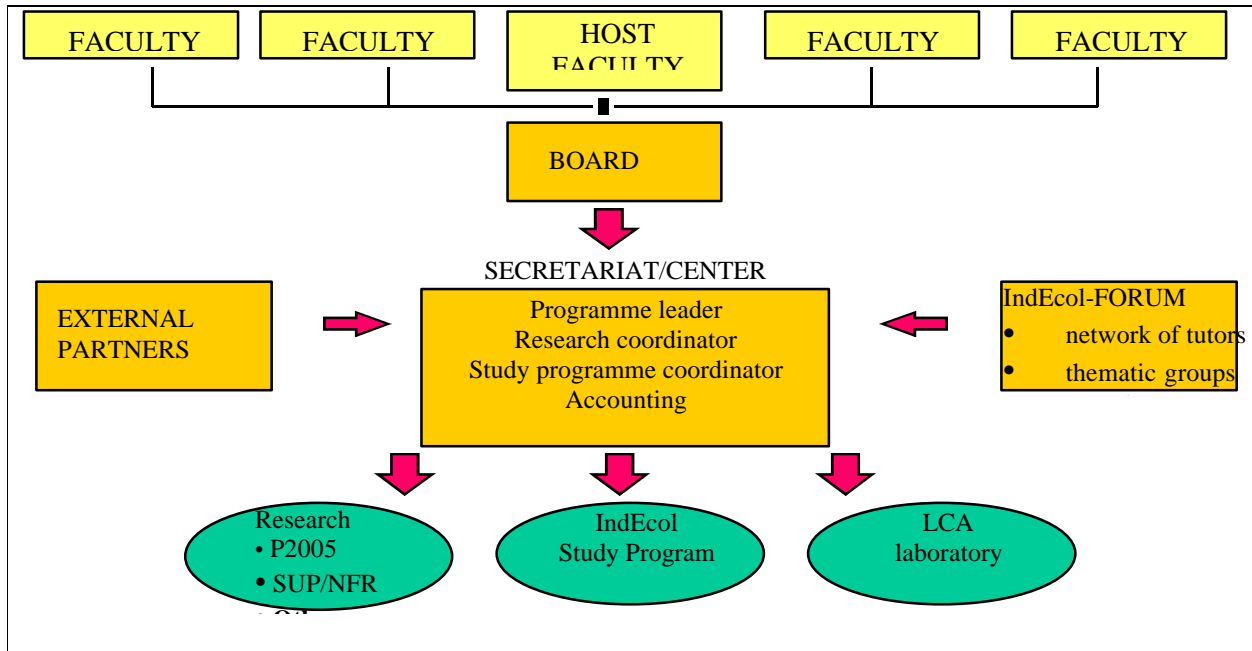 FACULTY
FACULTY
HOST
FACULTY
FACULTY
FACULTY
BOARD
SECRETARIAT/CENTER
EXTERNAL
PARTNERS
Programme leader
Research coordinator
Study programme coordinator
Accounting
IndEcol-FORUM
• network of tutors
• thematic groups
Research
• P2005
• SUP/NFR
IndEcol
Study Program
LCA
laboratory